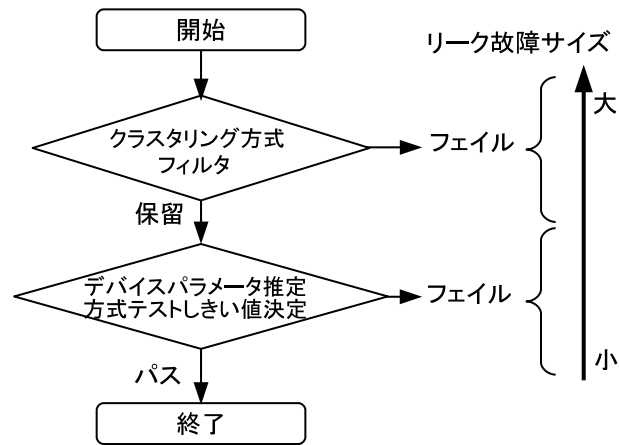 開始
リーク故障サイズ
大
クラスタリング方式
フィルタ
フェイル
保留
デバイスパラメータ推定
方式テストしきい値決定
フェイル
小
パス
終了